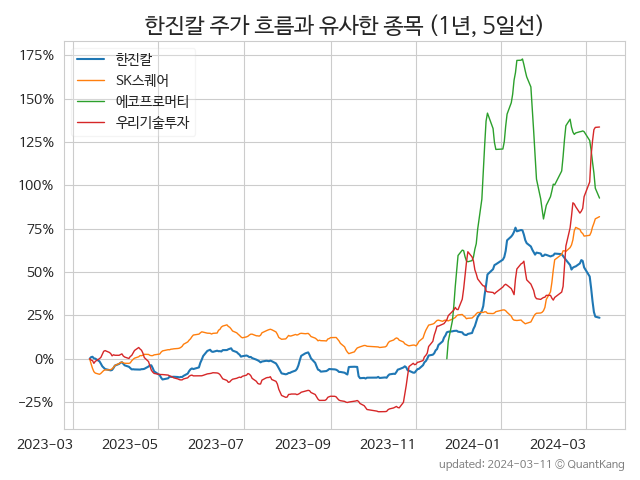 한진칼 주가 흐름과 유사한 종목 (1년, 5일선)
175%
150%
125%
100%
75%
50%
25%
0%
−25%
한진칼
SK스퀘어
에코프로머티
우리기술투자
2023-03
2023-05
2023-07
2023-09
2023-11
2024-01
2024-03
updated: 2024-03-11 © QuantKang